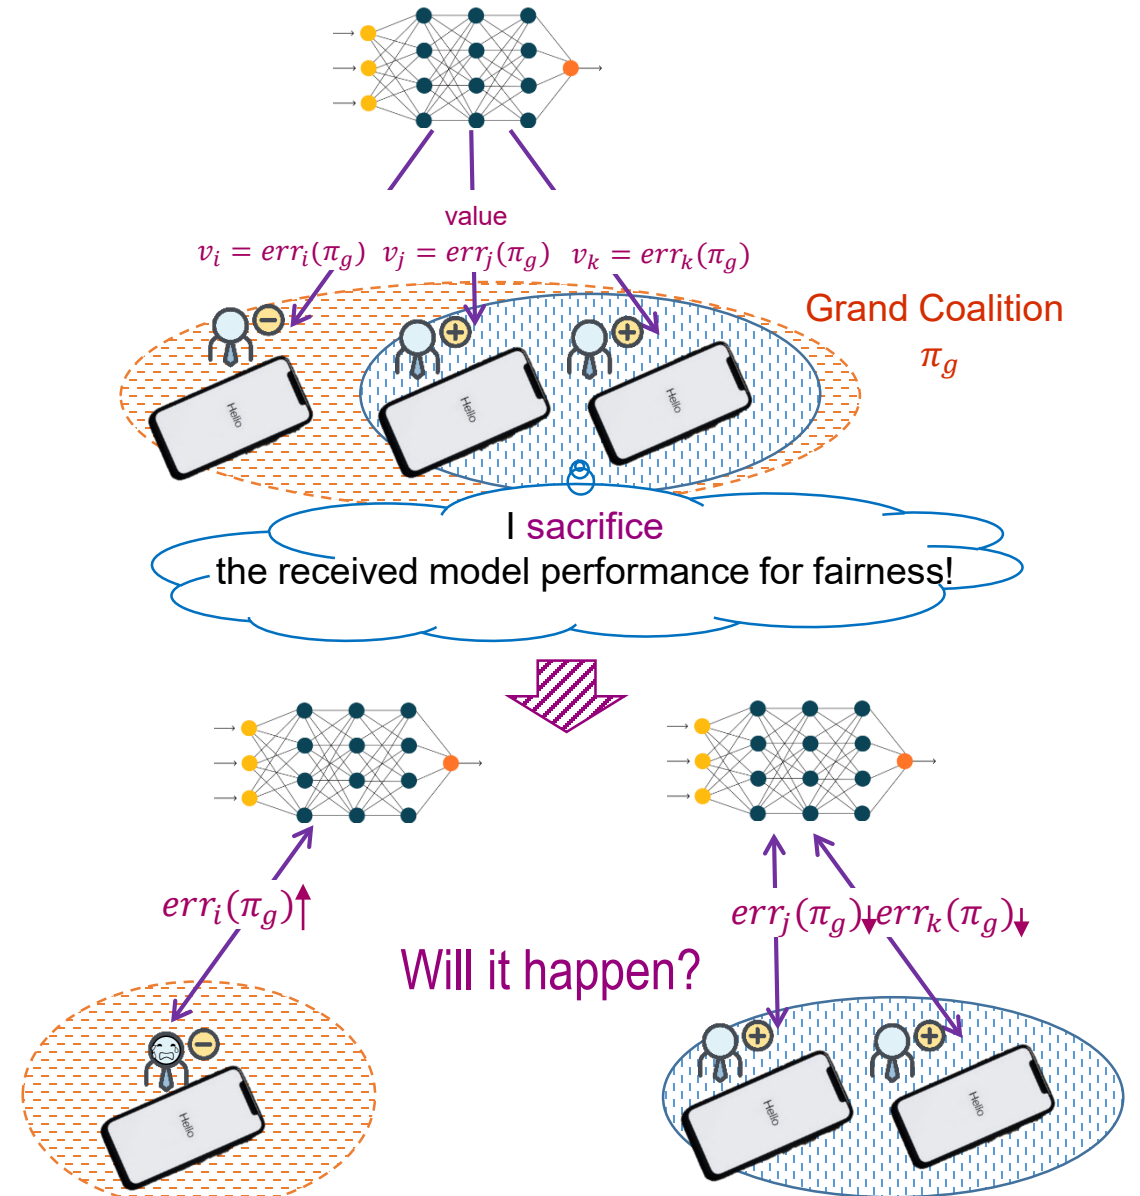 value
v_i = err_i(π_g) v_j = err_j(π_g) v_k = err_k(π_g)
Grand Coalition
π_g
− + +
Hello Hello Hello
I sacrifice
the received model performance for fairness!
err_i(π_g)↑ err_j(π_g)↓ err_k(π_g)↓
Will it happen?
− + +
Hello Hello Hello